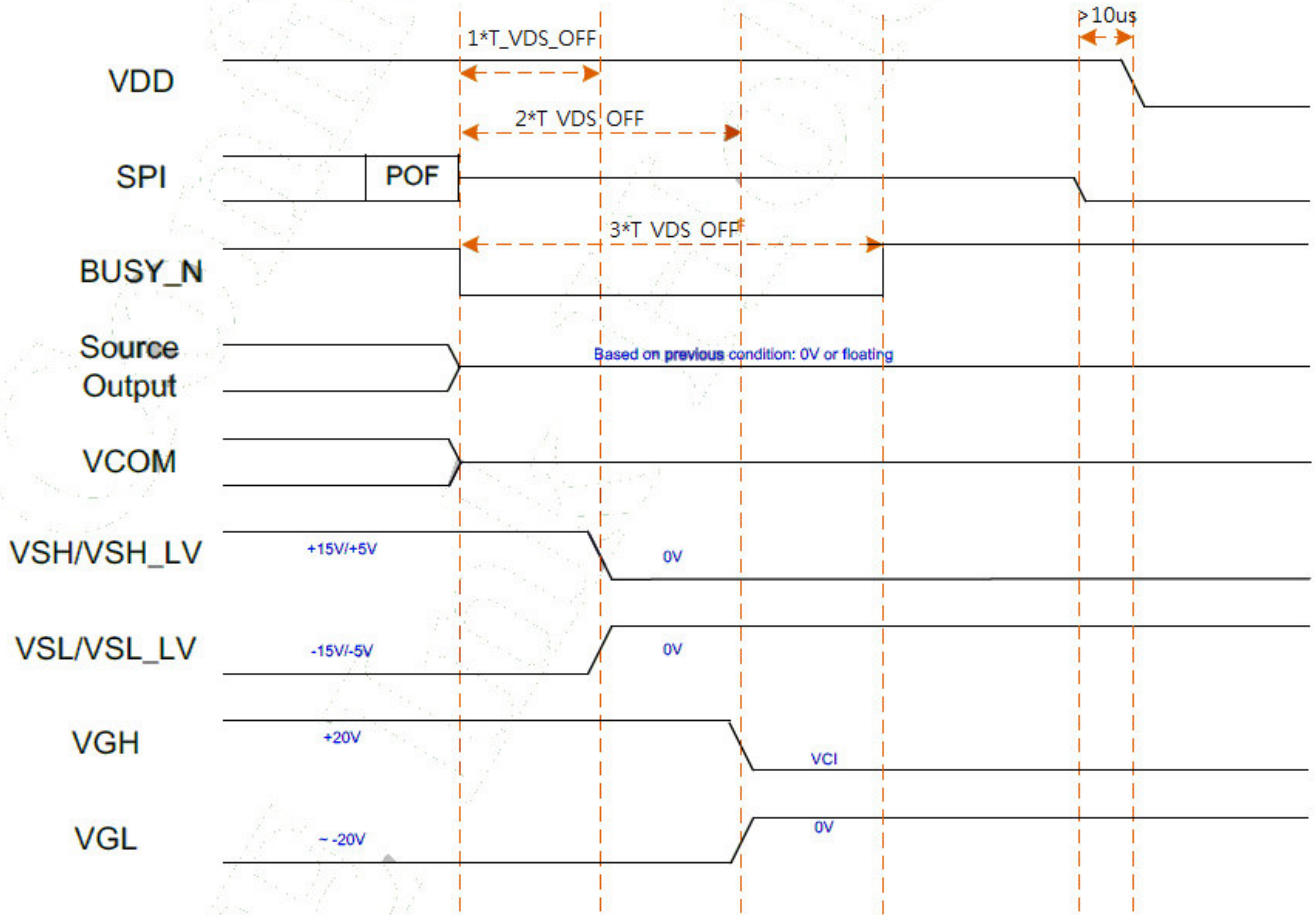 >10us
1*T_VDS_OFF
VDD
2*T VDS OFF
SPI
POF
3*T VDS OFF
BUSY_N
Source
Output
Based on previous condition: 0V or floating
VCOM
VSH/VSH_LV
+15V/+5V
0V
VSL/VSL_LV
-15V/-5V
0V
VGH
+20V
VCI
VGL
~ -20V
0V